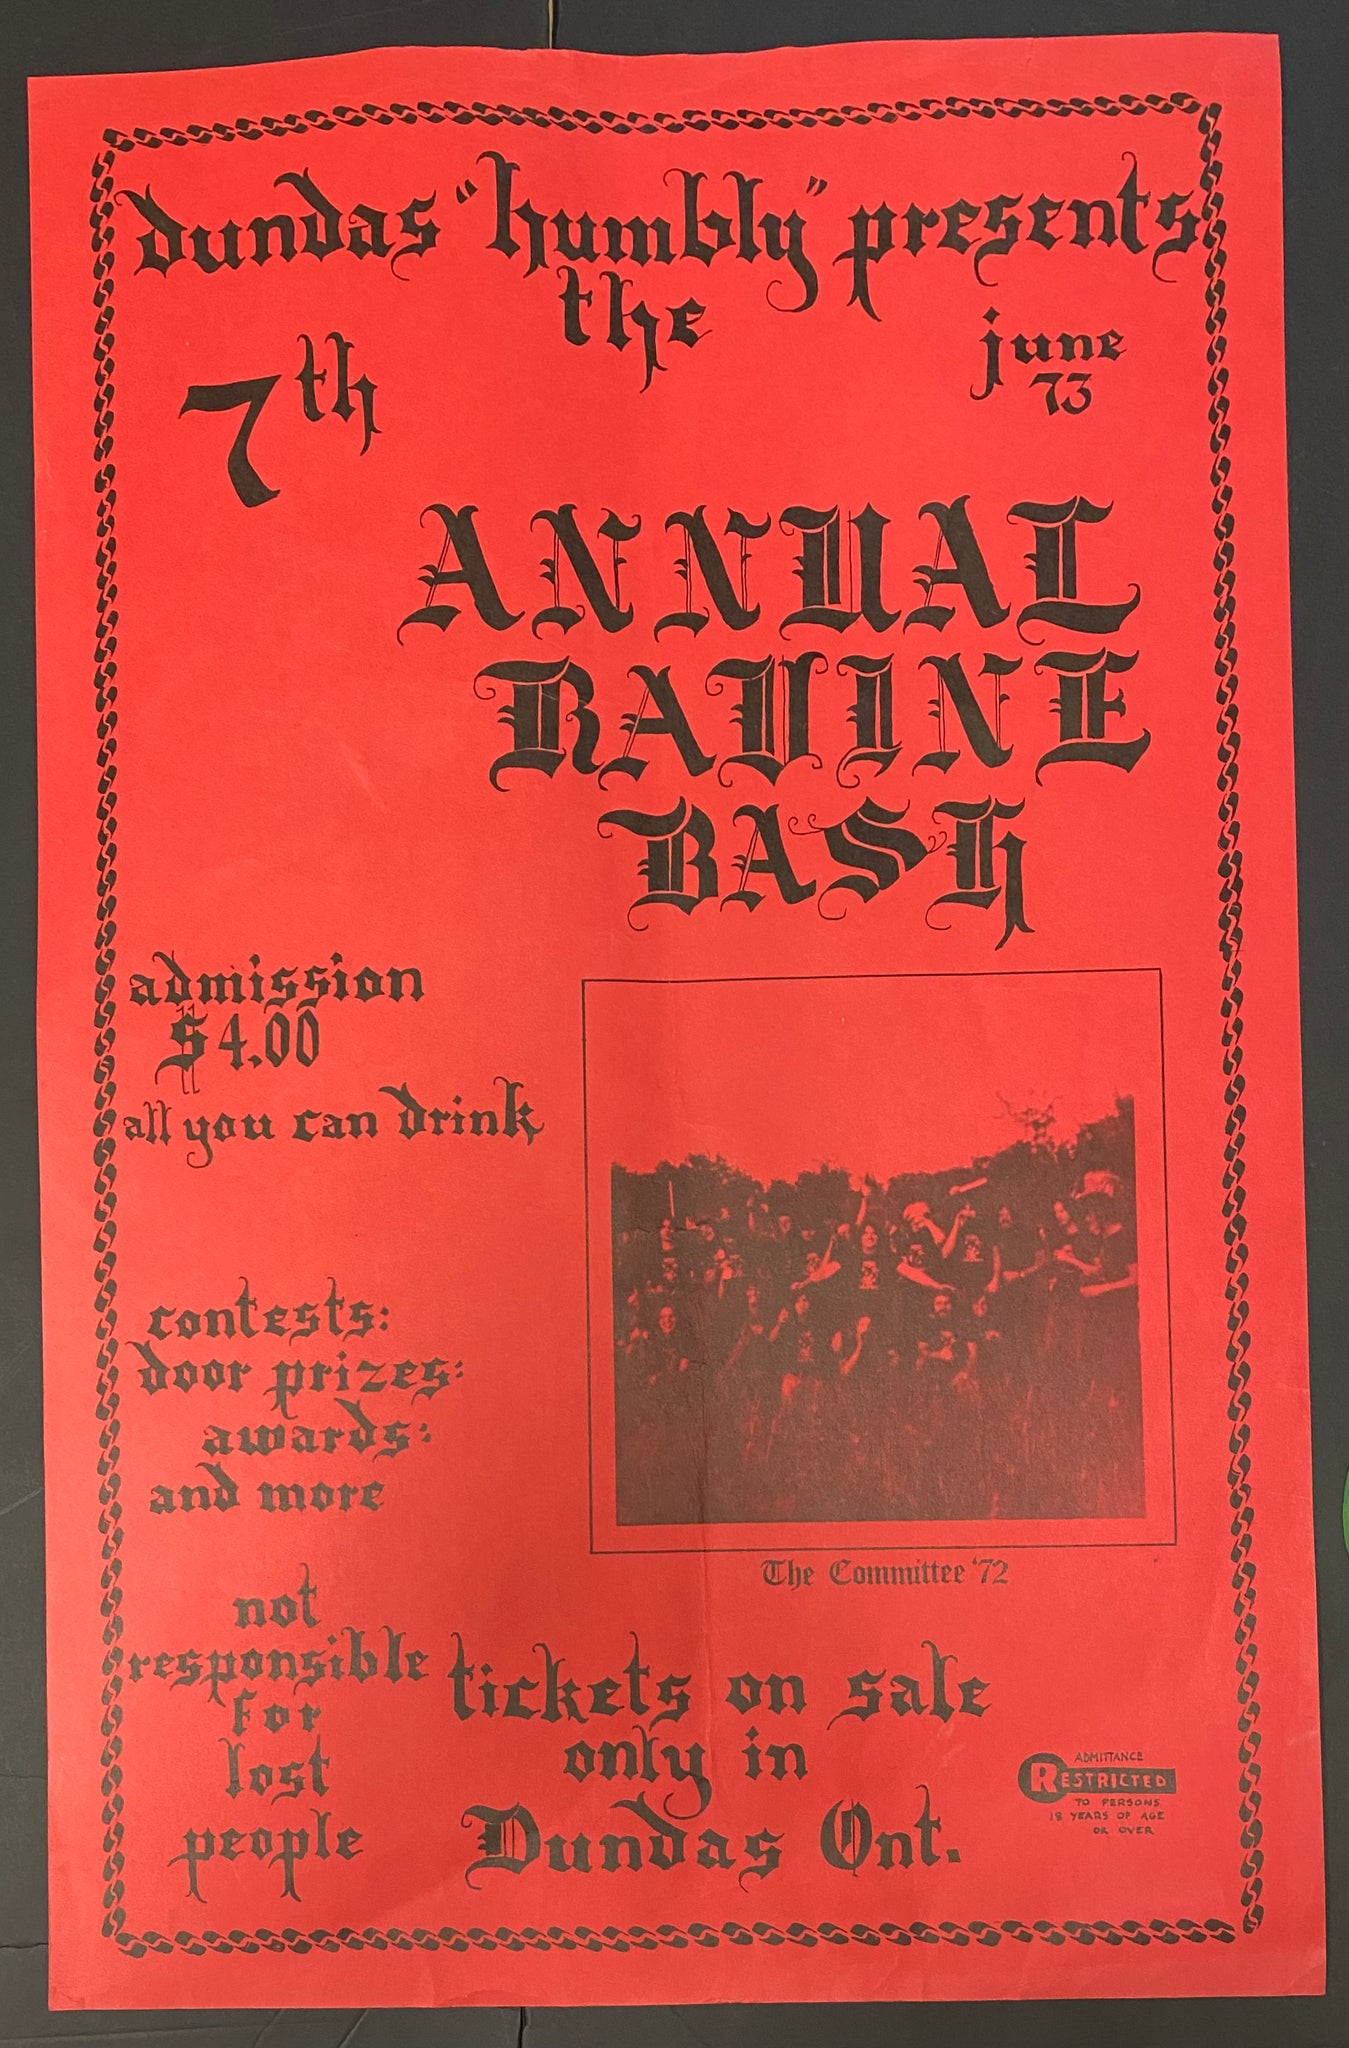 dundas "humbly" presents
the
june
73
7th
ANNUAL
RAVINE
BASH
admission
$4.00
all you can drink
contests:
door prizes:
awards:
and more
The Committee '72
not
responsible
for
lost
people
tickets on sale
only in
Dundas Ont.
ADMITTANCE
RESTRICTED
TO PERSONS
18 YEARS OF AGE
OR OVER